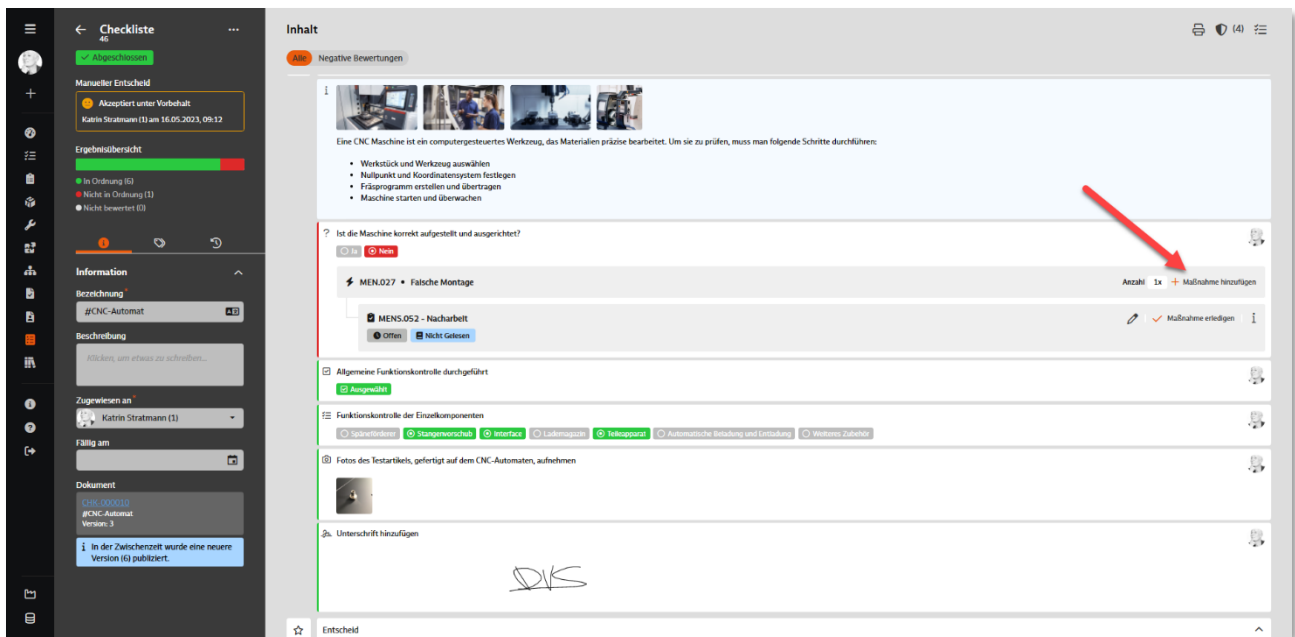 Checkliste
46
Abgeschlossen
Manueller Entscheid
Akzeptiert unter Vorbehalt
Katrin Stratmann (1) am 16.05.2023, 09:12
Ergebnisübersicht
In Ordnung (6)
Nicht in Ordnung (1)
Nicht bewertet (0)
Information
Bezeichnung*
#CNC-Automat
Beschreibung
Klicken, um etwas zu schreiben...
Zugewiesen an*
Katrin Stratmann (1)
Fällig am
Dokument
CHK-000010
#CNC-Automat
Version: 3
In der Zwischenzeit wurde eine neuere
Version (6) publiziert.
Inhalt
(4)
Alle Negative Bewertungen
Eine CNC Maschine ist ein computergesteuertes Werkzeug, das Materialien präzise bearbeitet. Um sie zu prüfen, muss man folgende Schritte durchführen:
• Werkstück und Werkzeug auswählen
• Nullpunkt und Koordinatensystem festlegen
• Fräsprogramm erstellen und übertragen
• Maschine starten und überwachen
? Ist die Maschine korrekt aufgestellt und ausgerichtet?
Ja Nein
MEN.027 • Falsche Montage Anzahl 1x + Maßnahme hinzufügen
MENS.052 - Nacharbeit Maßnahme erledigen
Offen Nicht Gelesen
Allgemeine Funktionskontrolle durchgeführt
Ausgewählt
Funktionskontrolle der Einzelkomponenten
Späneförderer Stangenvorschub Interface Lademagazin Teileapparat Automatische Beladung und Entladung Weiteres Zubehör
Fotos des Testartikels, gefertigt auf dem CNC-Automaten, aufnehmen
Unterschrift hinzufügen
DVS
Entscheid